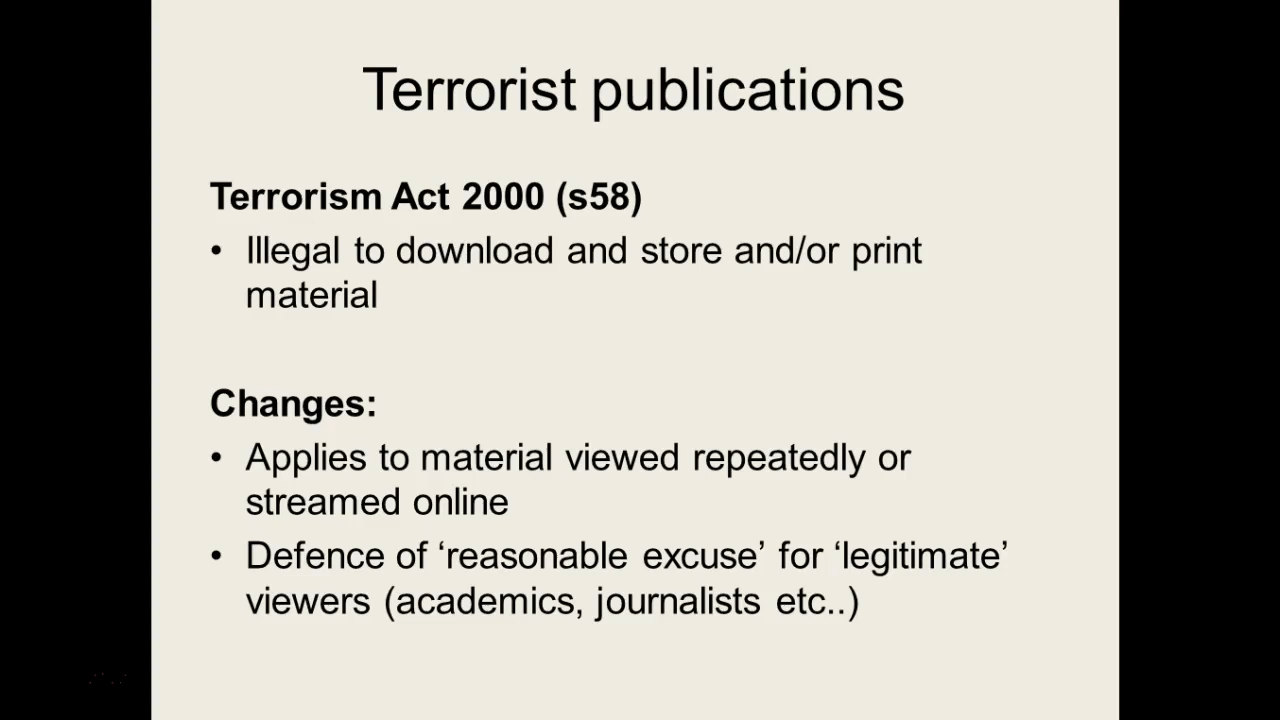 Terrorist publications
Terrorism Act 2000 (s58)
• Illegal to download and store and/or print
material
Changes:
• Applies to material viewed repeatedly or
streamed online
• Defence of ‘reasonable excuse’ for ‘legitimate’
viewers (academics, journalists etc..)